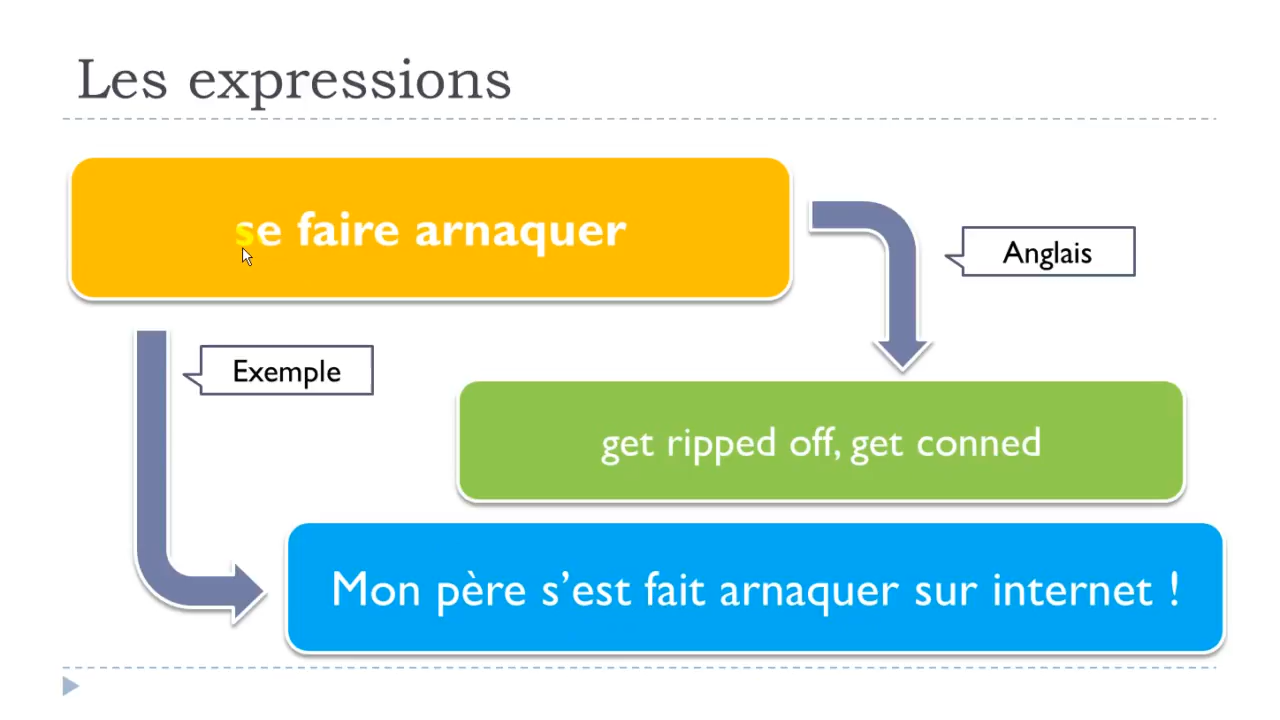 Les expressions
se faire arnaquer
Anglais
Exemple
get ripped off, get conned
Mon père s’est fait arnaquer sur internet !